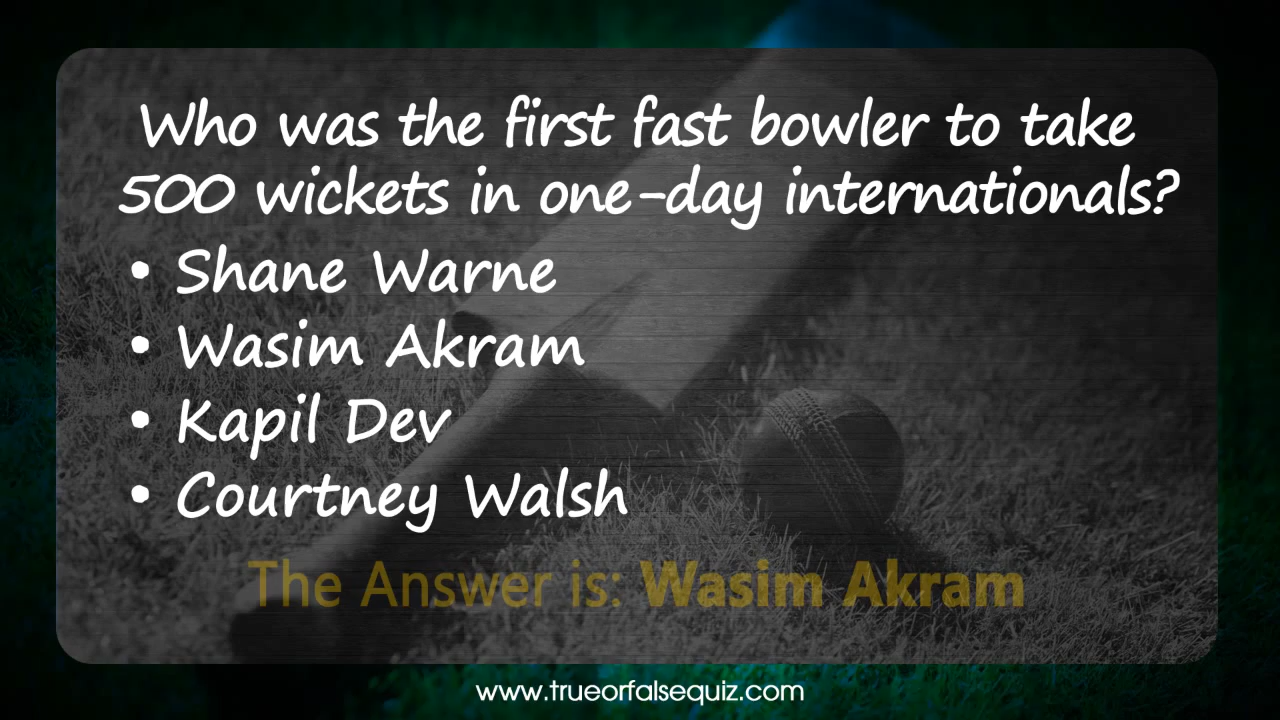 Who was the first fast bowler to take
500 wickets in one-day internationals?
• Shane Warne
• Wasim Akram
• Kapil Dev
• Courtney Walsh
The Answer is: Wasim Akram
www.trueorfalsequiz.com